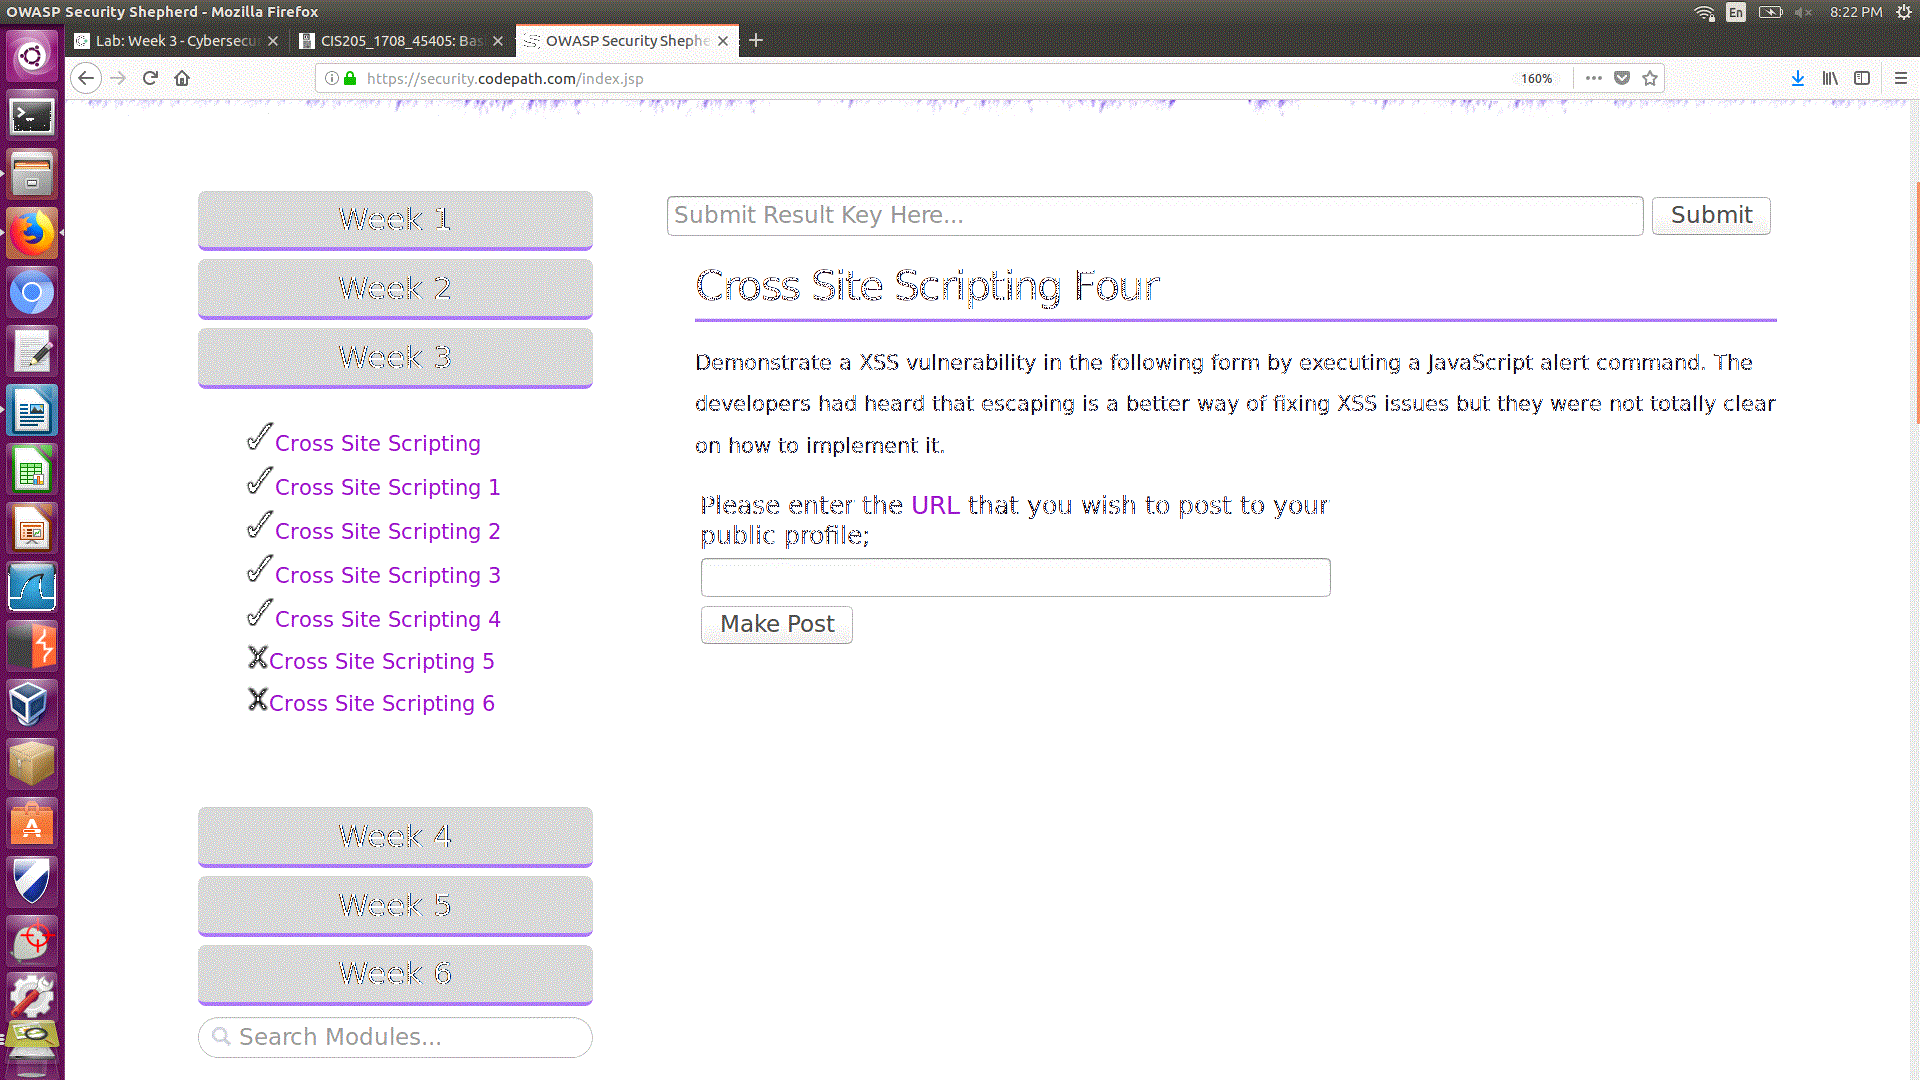 OWASP Security Shepherd - Mozilla Firefox
En
8:22 PM
Lab: Week 3 - Cybersecu
CIS205_1708_45405: Bas
OWASP Security Shephe
https://security.codepath.com/index.jsp
160%
Week 1
Week 2
Week 3
Cross Site Scripting
Cross Site Scripting 1
Cross Site Scripting 2
Cross Site Scripting 3
Cross Site Scripting 4
Cross Site Scripting 5
Cross Site Scripting 6
Week 4
Week 5
Week 6
Search Modules...
Submit Result Key Here...
Submit
Cross Site Scripting Four
Demonstrate a XSS vulnerability in the following form by executing a JavaScript alert command. The
developers had heard that escaping is a better way of fixing XSS issues but they were not totally clear
on how to implement it.
Please enter the URL that you wish to post to your
public profile;
Make Post